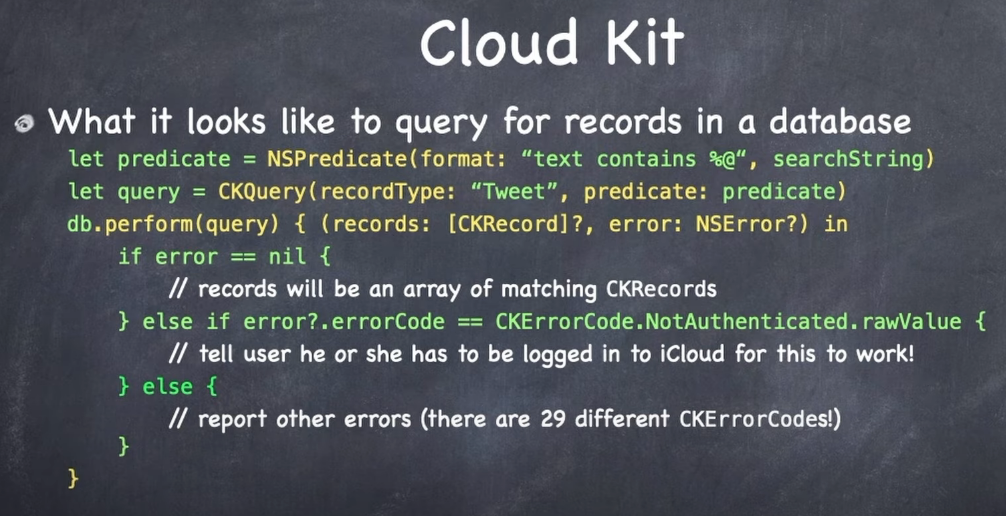 Cloud Kit
What it looks like to query for records in a database
let predicate = NSPredicate(format: “text contains %@“, searchString)
let query = CKQuery(recordType: “Tweet”, predicate: predicate)
db.perform(query) { (records: [CKRecord]?, error: NSError?) in
    if error == nil {
        // records will be an array of matching CKRecords
    } else if error?.errorCode == CKErrorCode.NotAuthenticated.rawValue {
        // tell user he or she has to be logged in to iCloud for this to work!
    } else {
        // report other errors (there are 29 different CKErrorCodes!)
    }
}